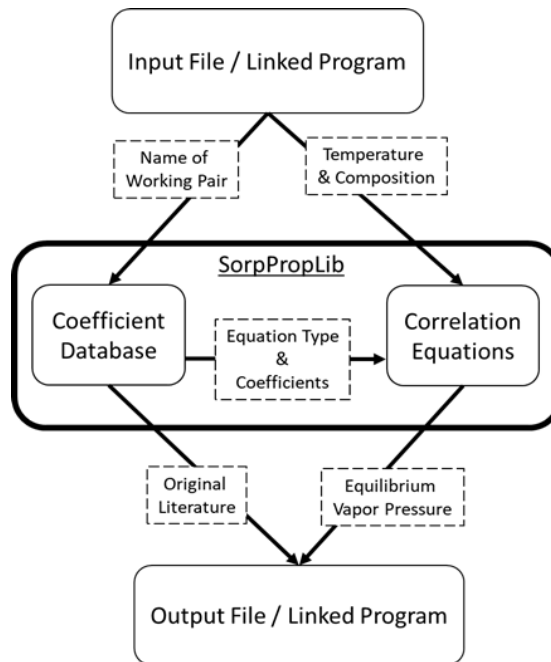 Input File / Linked Program
Name of
Working Pair
Temperature
& Composition
SorpPropLib
Coefficient
Database
Equation Type
&
Coefficients
Correlation
Equations
Original
Literature
Equilibrium
Vapor Pressure
Output File / Linked Program